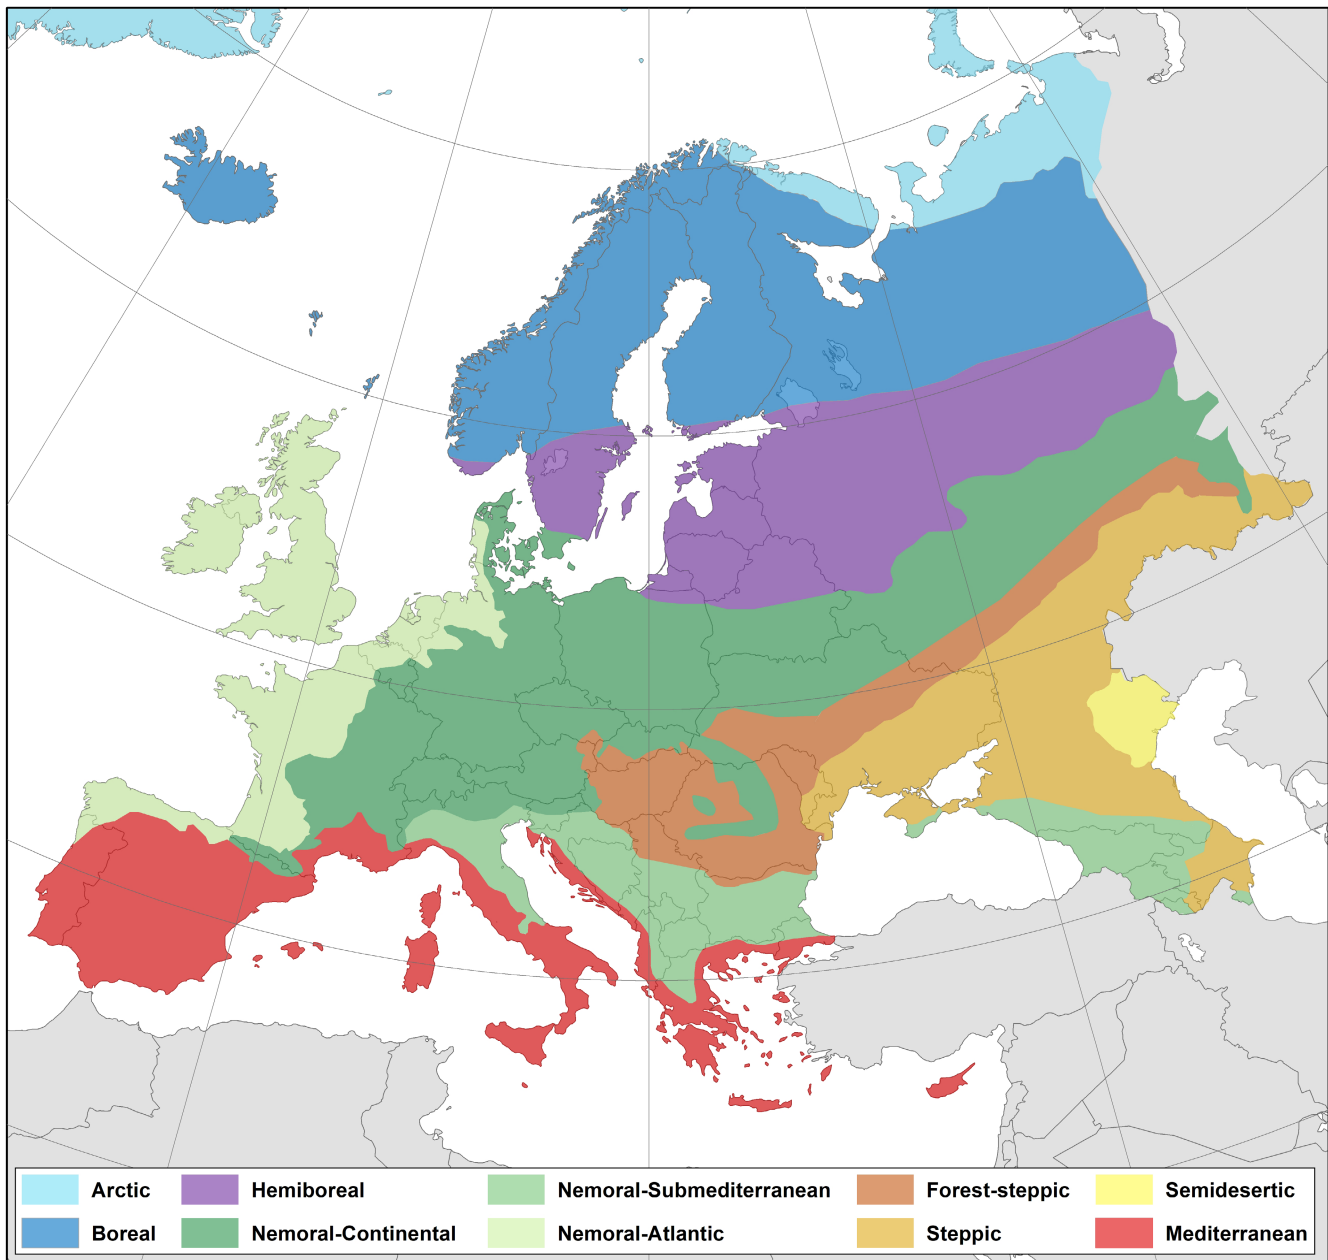 Arctic Hemiboreal Nemoral-Submediterranean Forest-steppic Semidesertic
Boreal Nemoral-Continental Nemoral-Atlantic Steppic Mediterranean